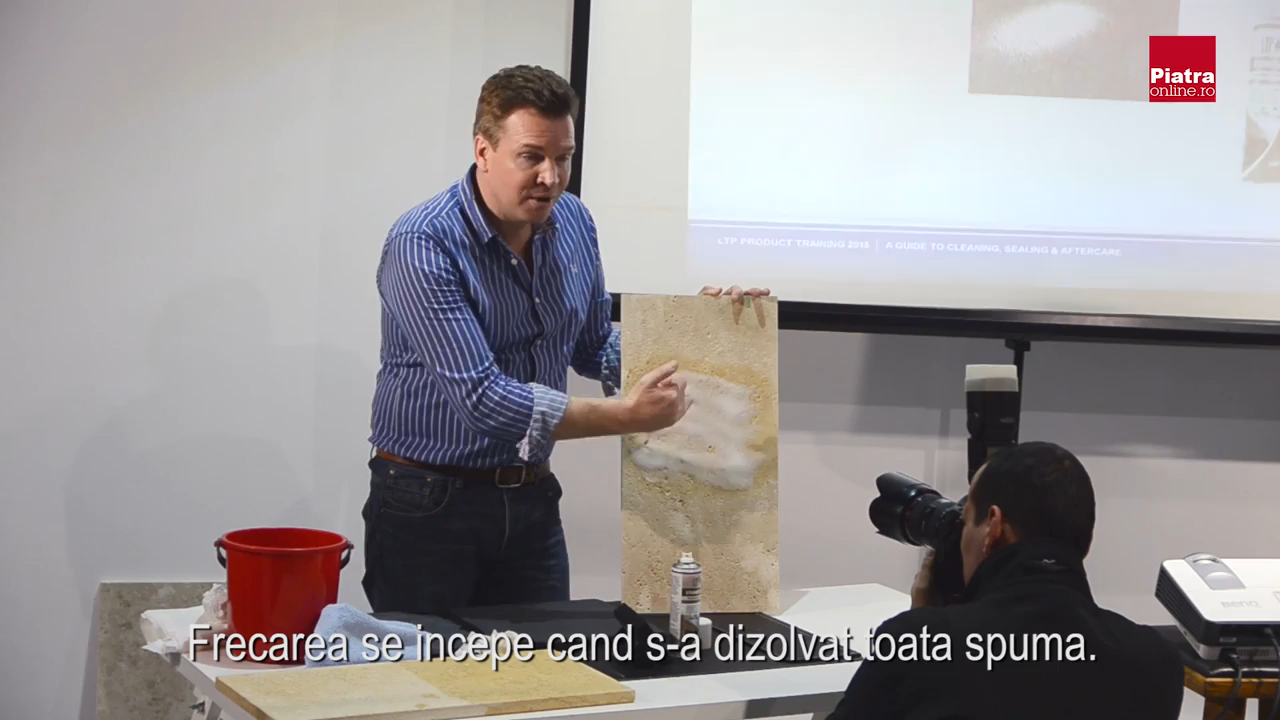 Piatra
online.ro
LTP PRODUCT TRAINING 2015 | A GUIDE TO CLEANING, SEALING & AFTERCARE
BENQ
Frecarea se incepe cand s-a dizolvat toata spuma.